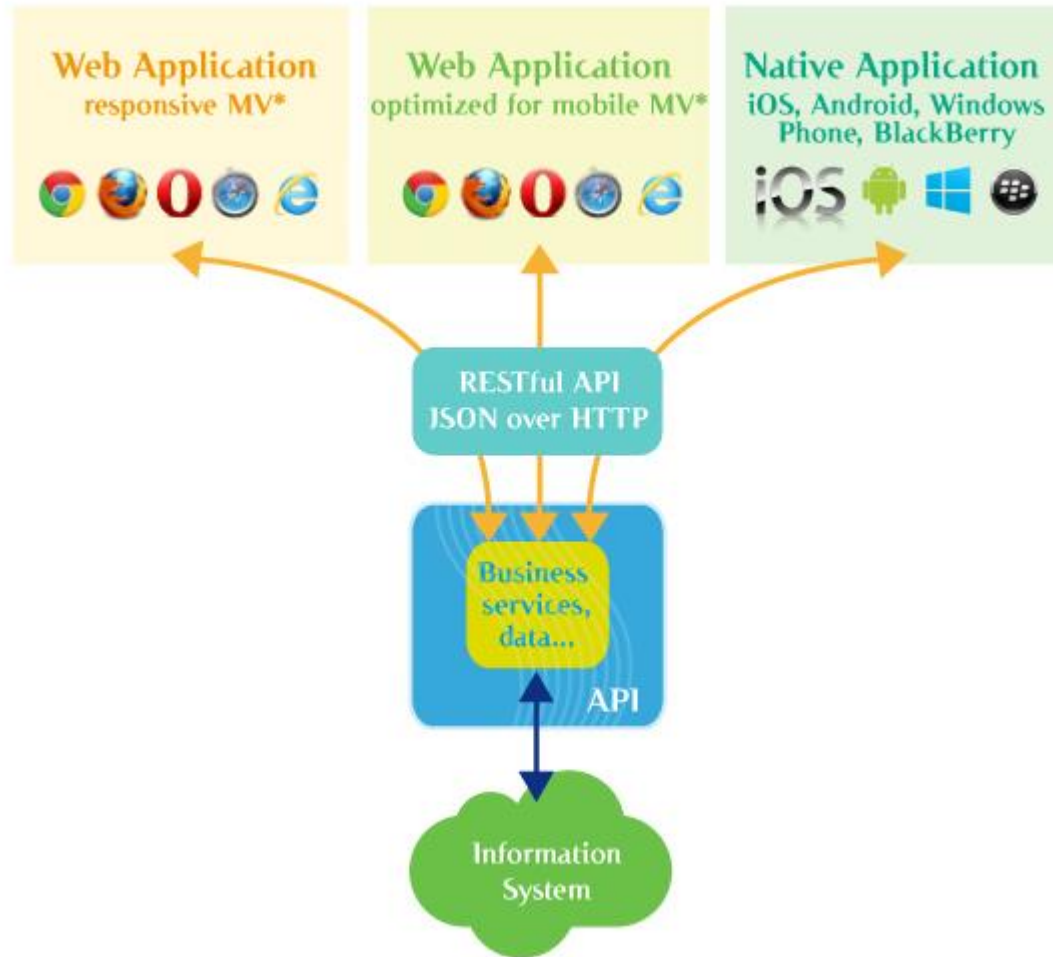 Web Application
responsive MV*
Web Application
optimized for mobile MV*
Native Application
iOS, Android, Windows
Phone, BlackBerry
iOS
RESTful API
JSON over HTTP
Business
services,
data...
API
Information
System